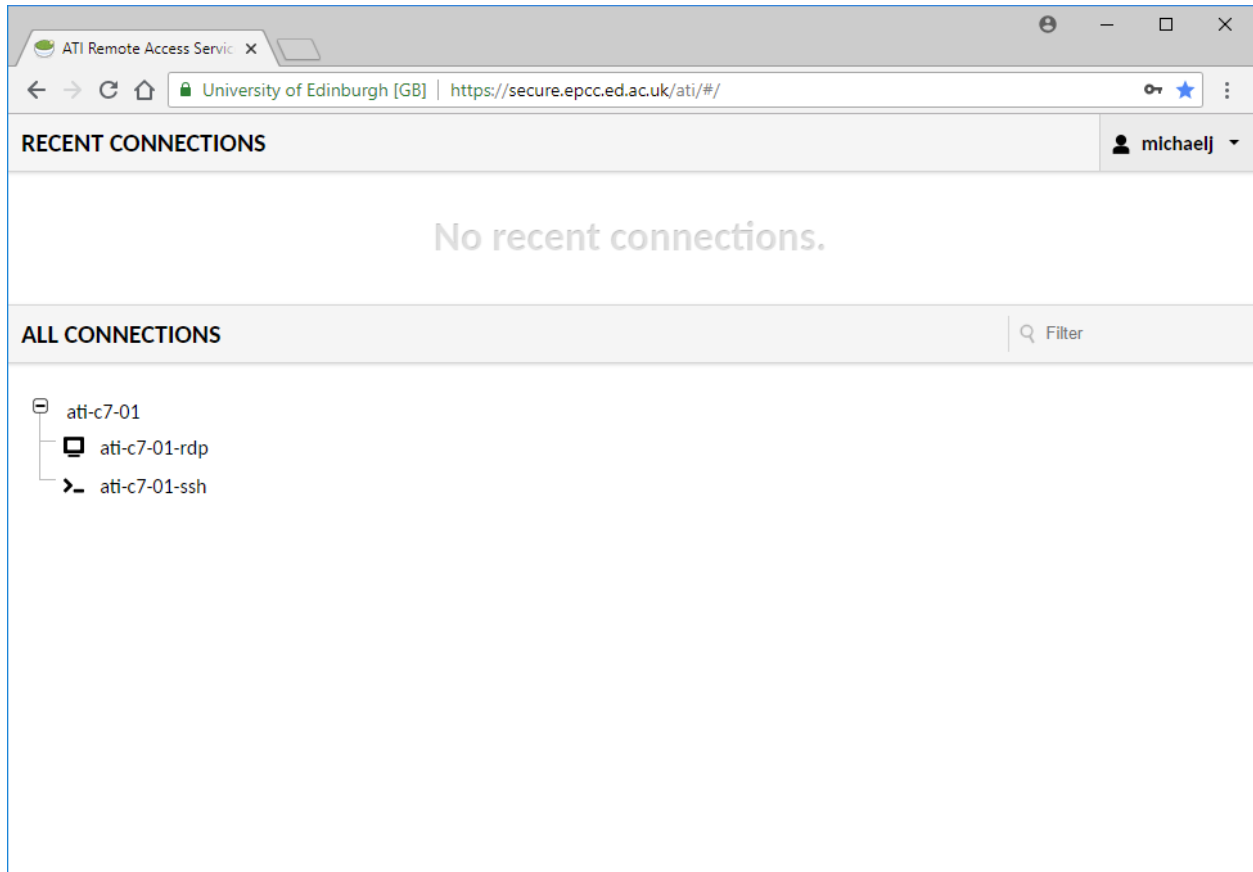 ATI Remote Access Servic
University of Edinburgh [GB] | https://secure.epcc.ed.ac.uk/ati/#/
RECENT CONNECTIONS
michaelj
No recent connections.
ALL CONNECTIONS
Filter
ati-c7-01
ati-c7-01-rdp
ati-c7-01-ssh